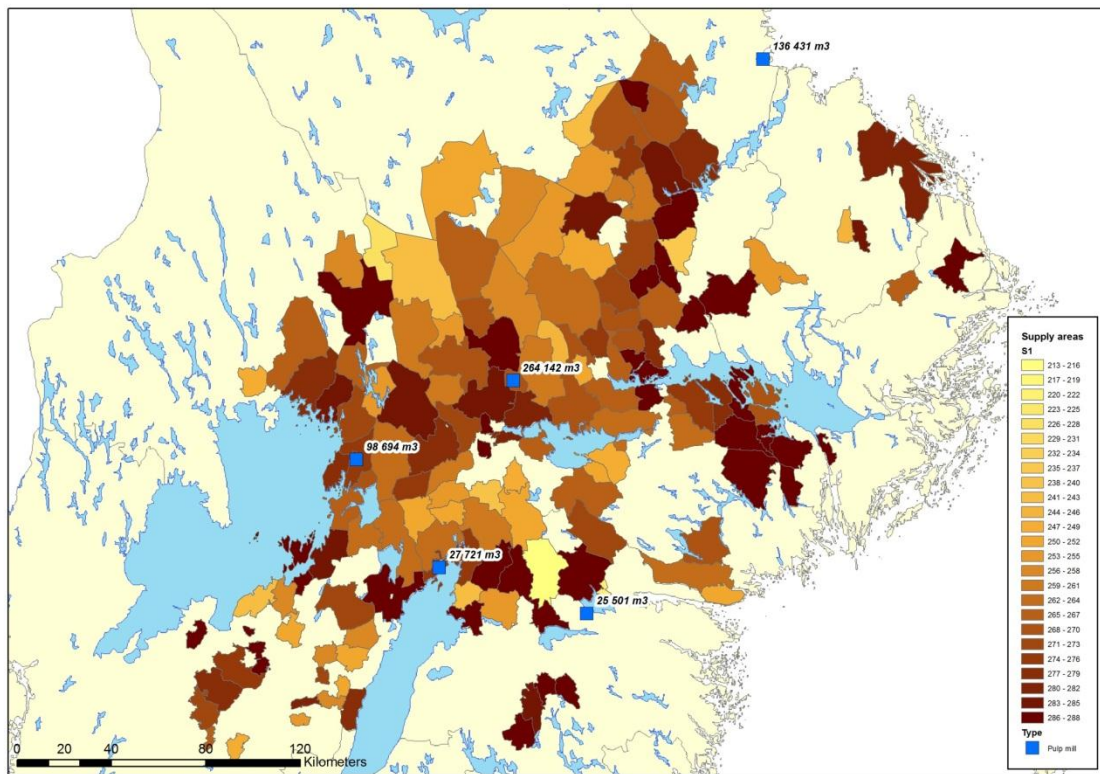 136 431 m3
264 142 m3
98 694 m3
27 721 m3
25 501 m3
Supply areas
S1
213 - 216
217 - 219
220 - 222
223 - 225
226 - 228
229 - 231
232 - 234
235 - 237
238 - 240
241 - 243
244 - 246
247 - 249
250 - 252
253 - 255
256 - 258
259 - 261
262 - 264
265 - 267
268 - 270
271 - 273
274 - 276
277 - 279
280 - 282
283 - 285
286 - 288
Type
Pulp mill
0 20 40 80 120
Kilometers